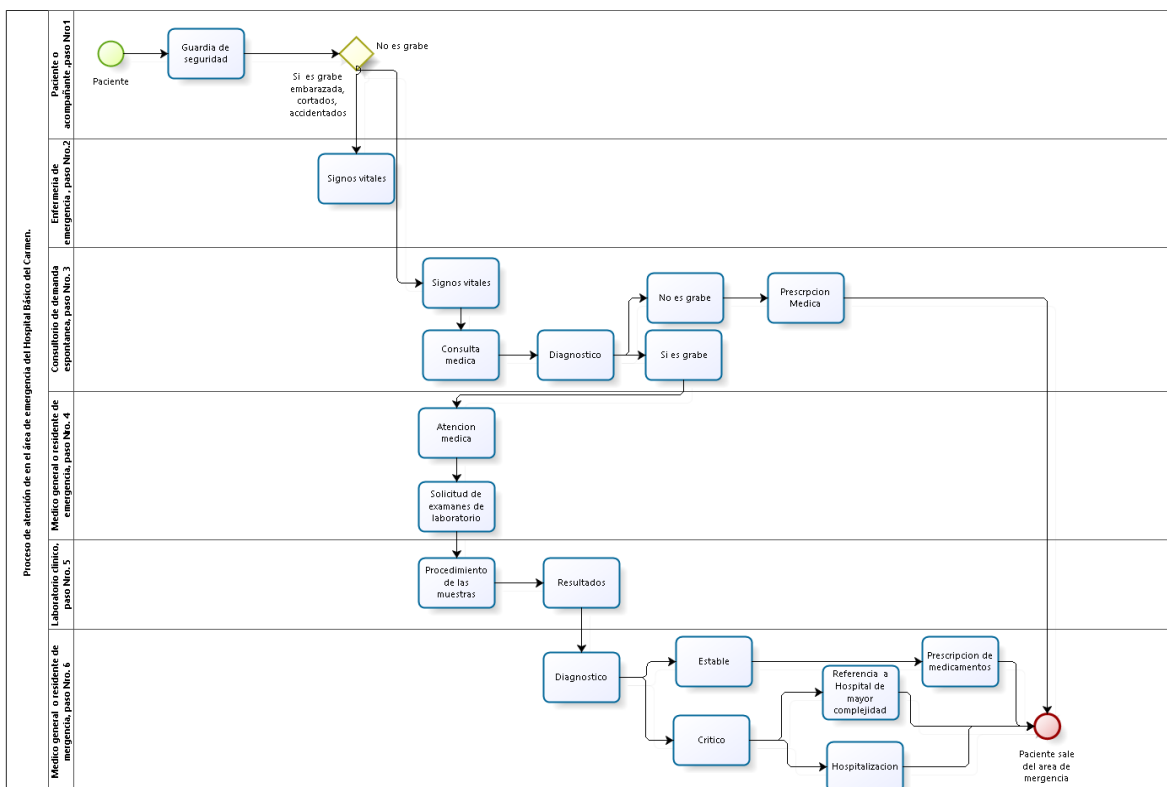 Proceso de atención de en el área de emergencia del Hospital Básico del Carmen.
Paciente o
acompañante ,paso Nro1
Paciente
Guardia de
seguridad
No es grabe
Si es grabe
embarazada,
cortados,
accidentados
Enfermeria de
emergencia , paso Nro.2
Signos vitales
Consultorio de demanda
espontanea, paso Nro. 3
Signos vitales
Consulta
medica
Diagnostico
No es grabe
Si es grabe
Prescrpcion
Medica
Medico general o residente de
emergencia, paso Nro. 4
Atencion
medica
Solicitud de
examanes de
laboratorio
Laboratorio clinico,
paso Nro. 5
Procedimiento
de las
muestras
Resultados
Medico general o residente de
mergencia, paso Nro. 6
Diagnostico
Estable
Critico
Prescripcion de
medicamentos
Referencia a
Hospital de
mayor
complejidad
Hospitalizacion
Paciente sale
del area de
mergencia